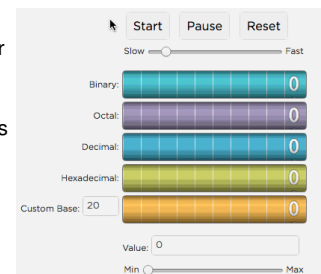 Start Pause Reset
Slow Fast
Binary: 0
Octal: 0
Decimal: 0
Hexadecimal: 0
Custom Base: 20 0
Value: 0
Min Max